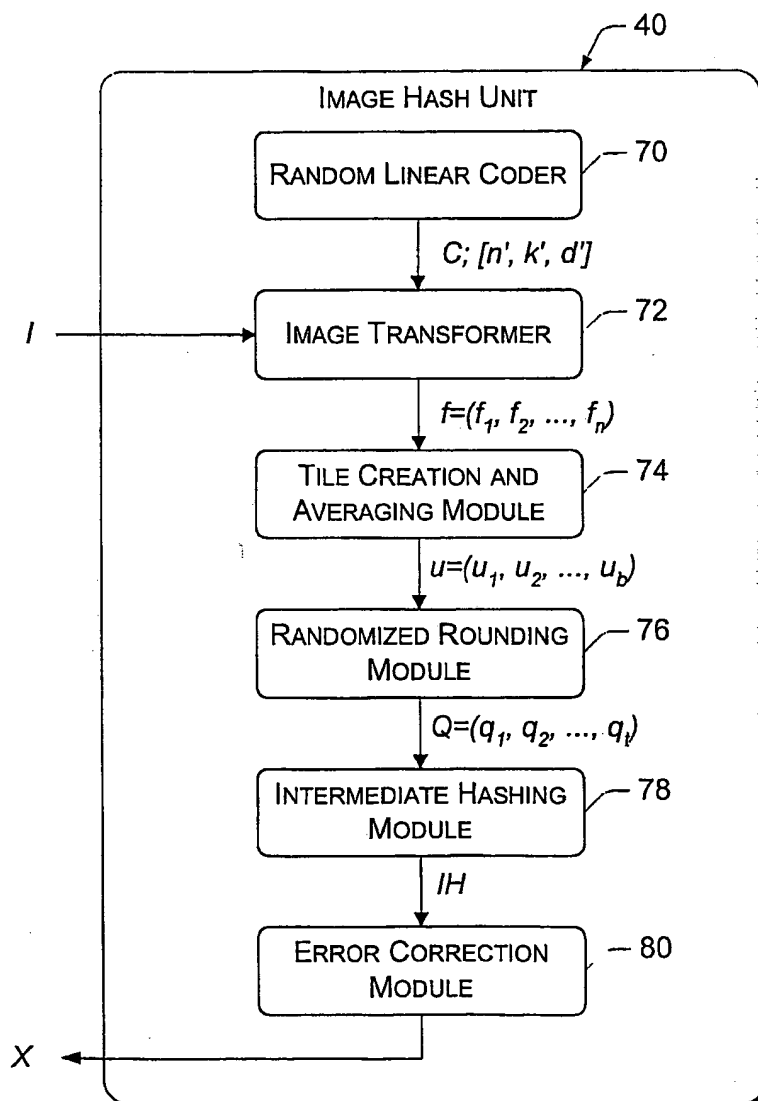 40
IMAGE HASH UNIT
RANDOM LINEAR CODER
70
C; [n', k', d']
I
IMAGE TRANSFORMER
72
f=(f₁, f₂, ..., fₙ)
TILE CREATION AND
AVERAGING MODULE
74
u=(u₁, u₂, ..., u_b)
RANDOMIZED ROUNDING
MODULE
76
Q=(q₁, q₂, ..., qₜ)
INTERMEDIATE HASHING
MODULE
78
IH
ERROR CORRECTION
MODULE
80
X